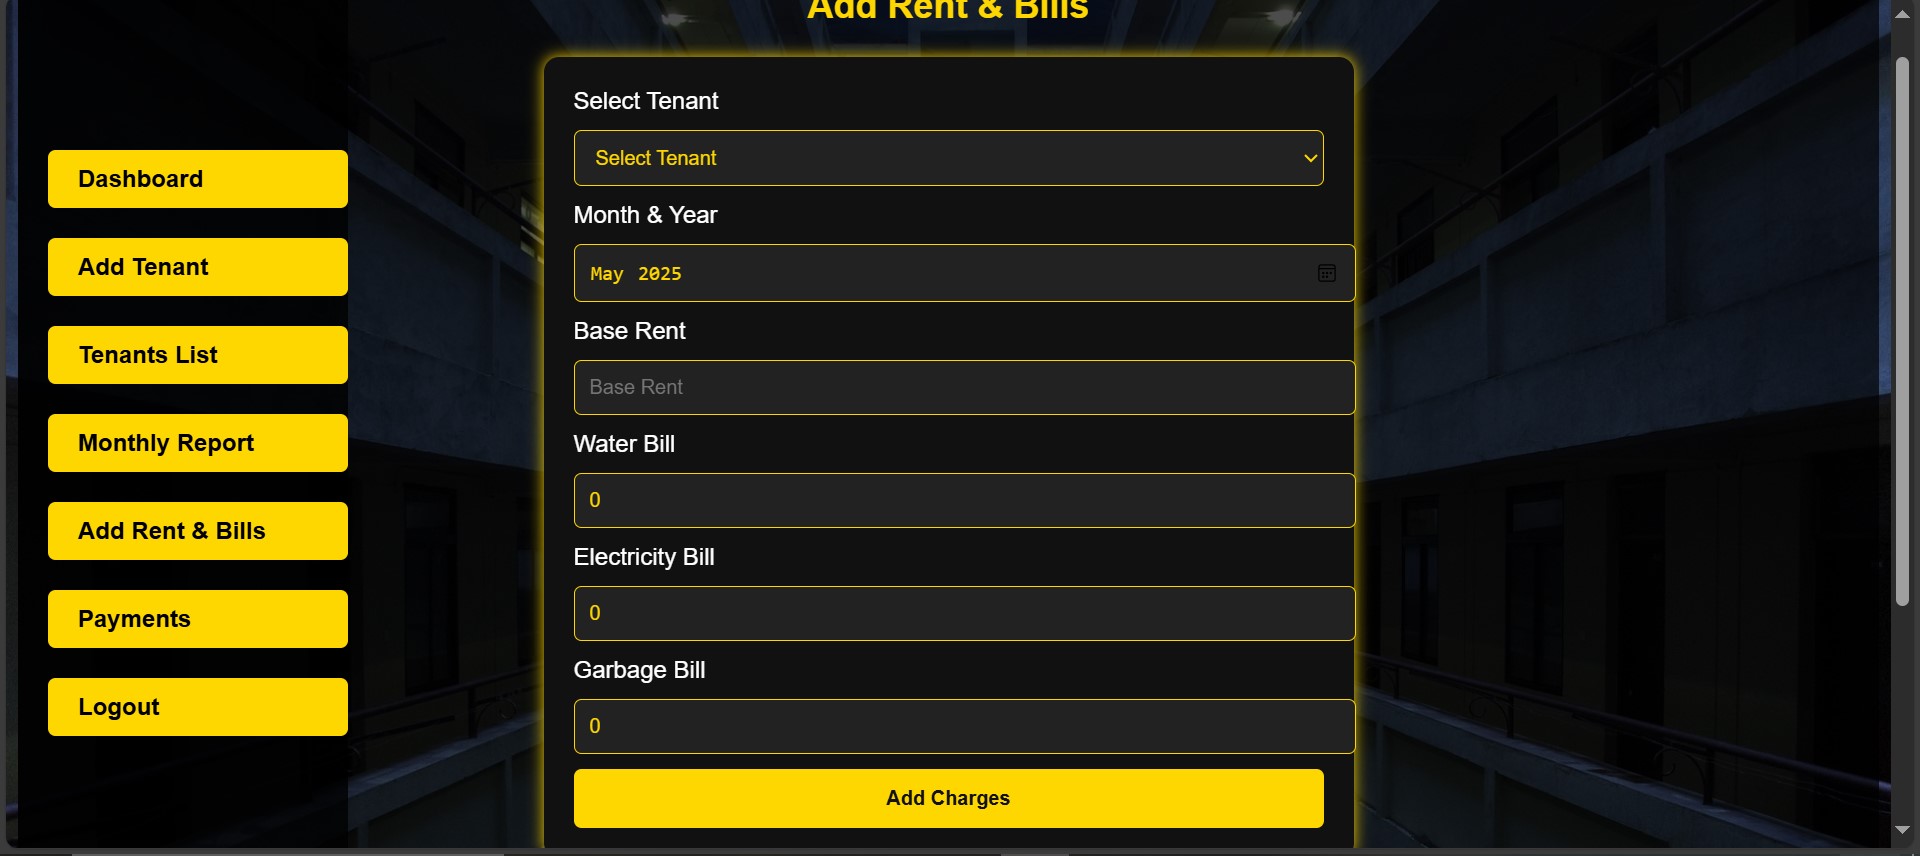 Add Rent & Bills
Dashboard
Add Tenant
Tenants List
Monthly Report
Add Rent & Bills
Payments
Logout
Select Tenant
Select Tenant
Month & Year
May 2025
Base Rent
Base Rent
Water Bill
0
Electricity Bill
0
Garbage Bill
0
Add Charges